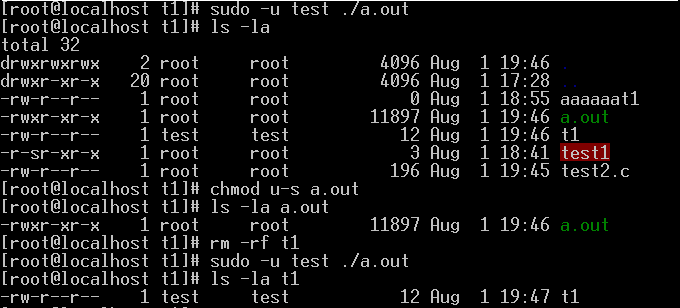 [root@localhost t1]# sudo -u test ./a.out
[root@localhost t1]# ls -la
total 32
drwxrwxrwx 2 root root 4096 Aug 1 19:46 .
drwxr-xr-x 20 root root 4096 Aug 1 17:28 ..
-rw-r--r-- 1 root root 0 Aug 1 18:55 aaaaaat1
-rwxr-xr-x 1 root root 11897 Aug 1 19:46 a.out
-rw-r--r-- 1 test test 12 Aug 1 19:46 t1
-r-sr-xr-x 1 root root 3 Aug 1 18:41 test1
-rw-r--r-- 1 root root 196 Aug 1 19:45 test2.c
[root@localhost t1]# chmod u-s a.out
[root@localhost t1]# ls -la a.out
-rwxr-xr-x 1 root root 11897 Aug 1 19:46 a.out
[root@localhost t1]# rm -rf t1
[root@localhost t1]# sudo -u test ./a.out
[root@localhost t1]# ls -la t1
-rw-r--r-- 1 test test 12 Aug 1 19:47 t1